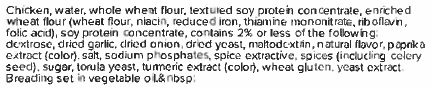 Chicken, water, whole wheat flour, textured soy protein concentrate, enriched
wheat flour (wheat flour, niacin, reduced iron, thiamine mononitrate, riboflavin,
folic acid), soy protein concentrate, contains 2% or less of the following:
dextrose, dried garlic, dried onion, dried yeast, maltodextrin, natural flavor, paprika
extract (color), salt, sodium phosphates, spice extractive, spices (including celery
seed), sugar, torula yeast, turmeric extract (color), wheat gluten, yeast extract.
Breading set in vegetable oil.&nbsp;